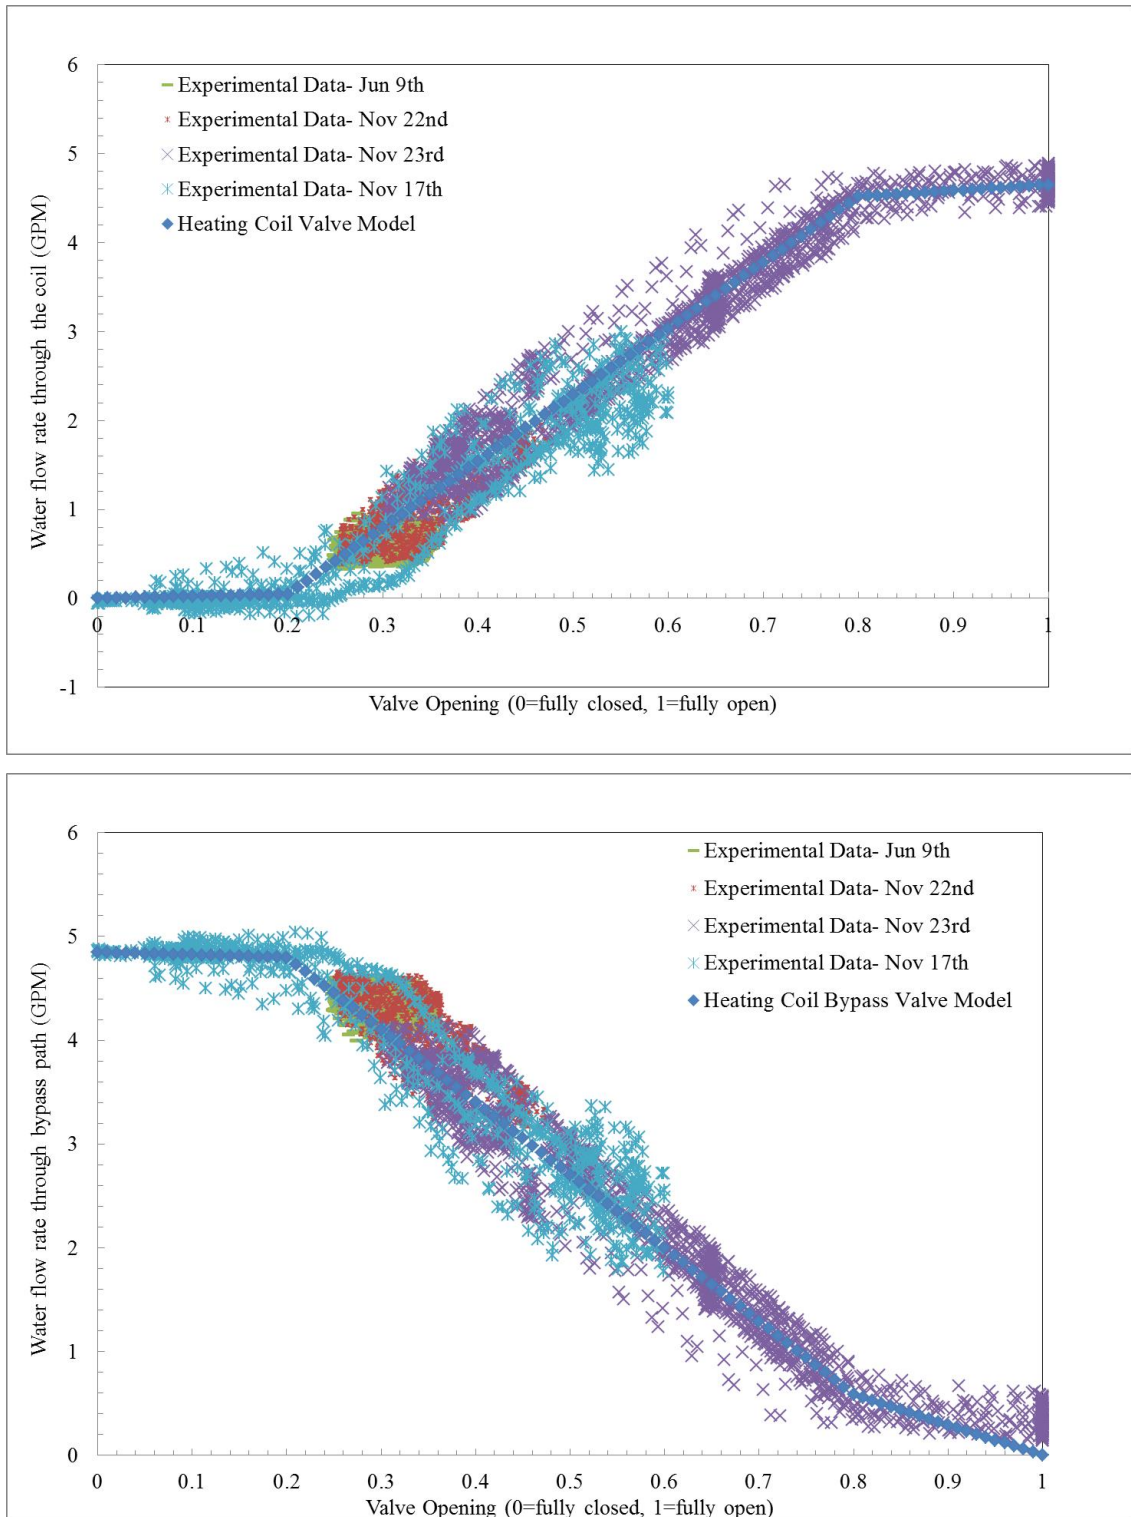 6
5
4
3
2
1
0
-1
Water flow rate through the coil (GPM)
Experimental Data- Jun 9th
Experimental Data- Nov 22nd
Experimental Data- Nov 23rd
Experimental Data- Nov 17th
Heating Coil Valve Model
0 0.1 0.2 0.3 0.4 0.5 0.6 0.7 0.8 0.9 1
Valve Opening (0=fully closed, 1=fully open)
6
5
4
3
2
1
0
Water flow rate through bypass path (GPM
Experimental Data- Jun 9th
Experimental Data- Nov 22nd
Experimental Data- Nov 23rd
Experimental Data- Nov 17th
Heating Coil Bypass Valve Model
0 0.1 0.2 0.3 0.4 0.5 0.6 0.7 0.8 0.9 1
Valve Opening (0=fully closed, 1=fully open)